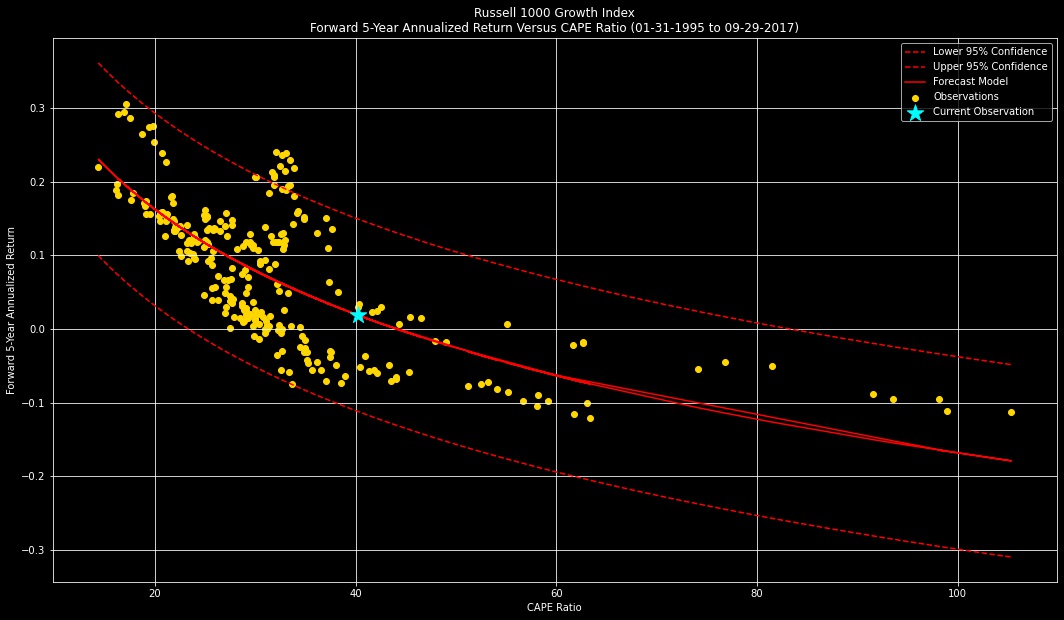 Russell 1000 Growth Index
Forward 5-Year Annualized Return Versus CAPE Ratio (01-31-1995 to 09-29-2017)
Lower 95% Confidence
Upper 95% Confidence
Forecast Model
Observations
Current Observation
Forward 5-Year Annualized Return
0.3
0.2
0.1
0.0
−0.1
−0.2
−0.3
20 40 60 80 100
CAPE Ratio